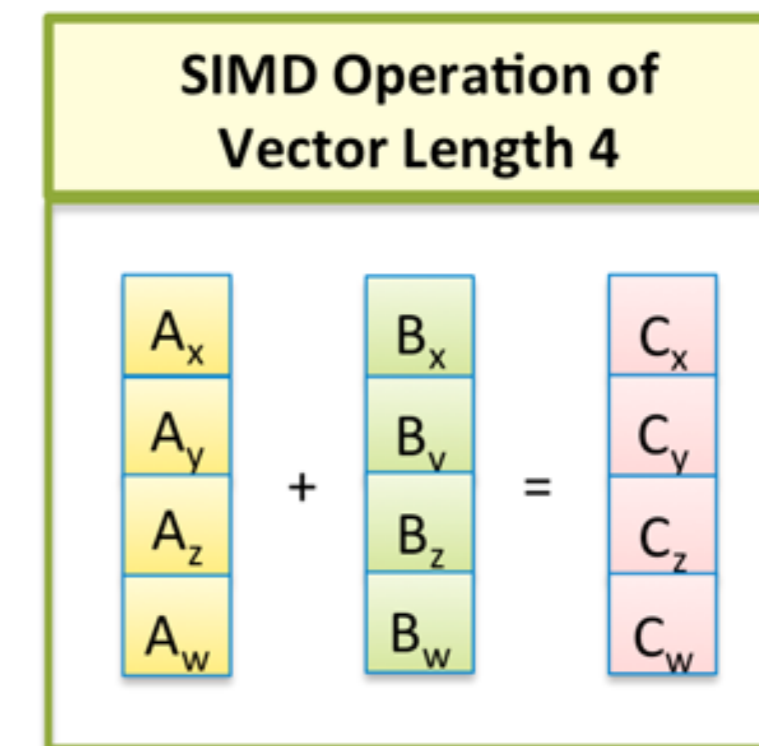 SIMD Operation of
Vector Length 4
Ax Bx Cx
Ay By Cy
+ =
Az Bz Cz
Aw Bw Cw